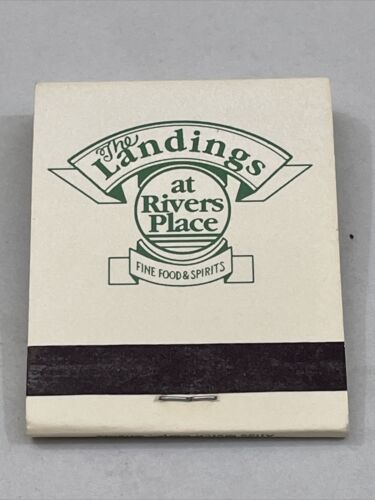 The
Landings
at
Rivers
Place
FINE FOOD & SPIRITS